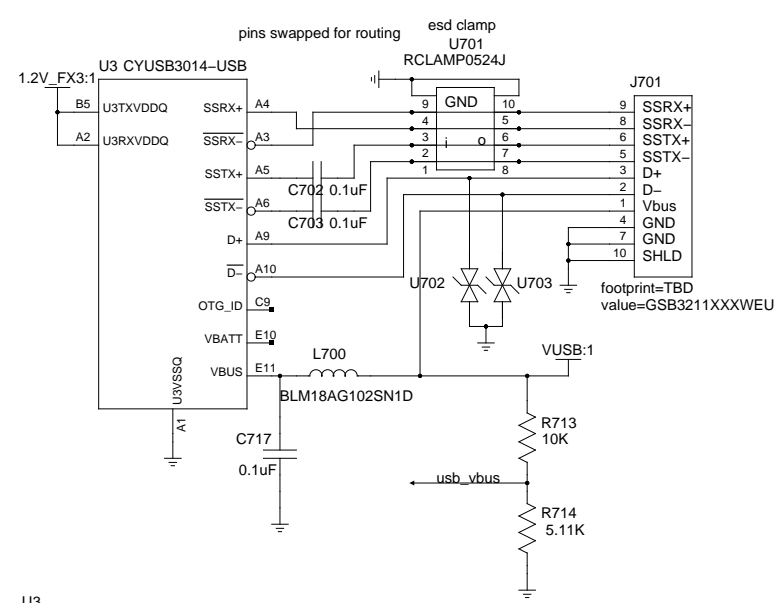 pins swapped for routing
esd clamp
U701
RCLAMP0524J
U3 CYUSB3014–USB
1.2V_FX3:1
J701
B5 U3TXVDDQ SSRX+ A4
A2 U3RXVDDQ SSRX– A3
SSTX+ A5
SSTX– A6
D+ A9
D– A10
OTG_ID C9
VBATT E10
VBUS E11
U3VSSQ
A1
C702 0.1uF
C703 0.1uF
9 GND 10
4 5
3 i o 6
2 7
1 8
9 SSRX+
8 SSRX–
6 SSTX+
5 SSTX–
3 D+
2 D–
1 Vbus
4 GND
7 GND
10 SHLD
footprint=TBD
value=GSB3211XXXWEU
U702
U703
L700
BLM18AG102SN1D
VUSB:1
C717
0.1uF
R713
10K
usb_vbus
R714
5.11K
U3